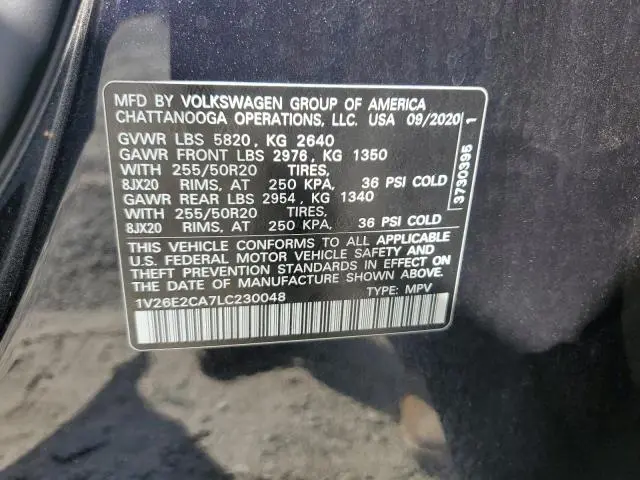 MFD BY VOLKSWAGEN GROUP OF AMERICA
CHATTANOOGA OPERATIONS, LLC. USA 09/2020
GVWR LBS 5820, KG 2640
GAWR FRONT LBS 2976, KG 1350
WITH 255/50R20 TIRES,
8JX20 RIMS, AT 250 KPA, 36 PSI COLD
GAWR REAR LBS 2954, KG 1340
WITH 255/50R20 TIRES,
8JX20 RIMS, AT 250 KPA, 36 PSI COLD
THIS VEHICLE CONFORMS TO ALL APPLICABLE
U.S. FEDERAL MOTOR VEHICLE SAFETY AND
THEFT PREVENTION STANDARDS IN EFFECT ON
THE DATE OF MANUFACTURE SHOWN ABOVE.
1V26E2CA7LC230048 TYPE: MPV
3730395 1